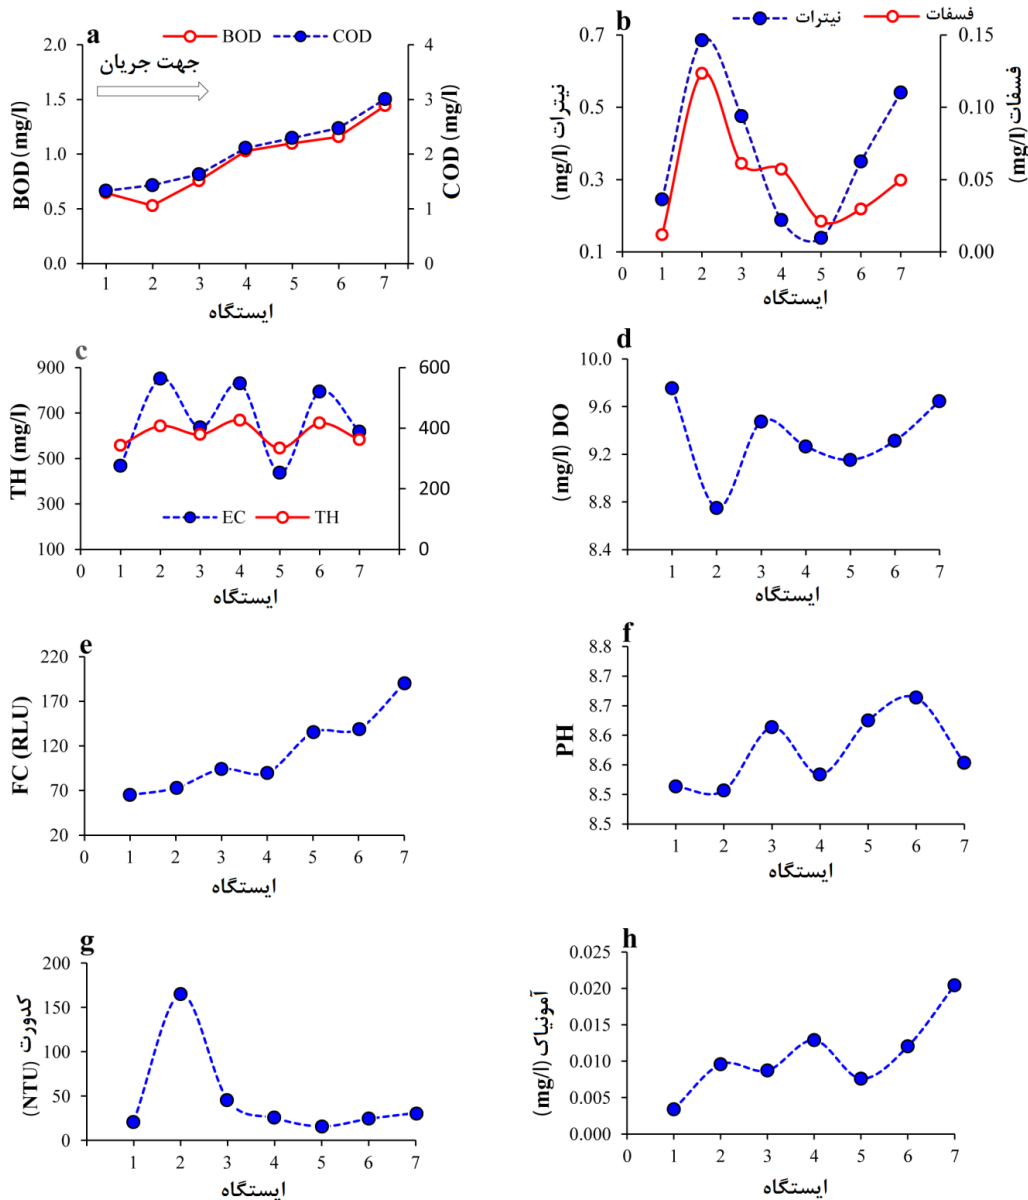 a
BOD COD
جهت جریان
BOD (mg/l)
2.0
1.5
1.0
0.5
0.0
COD (mg/l)
4
3
2
1
0
1 2 3 4 5 6 7
ایستگاه
b
نیترات فسفات
نیترات (mg/l)
0.7
0.5
0.3
0.1
فسفات (mg/l)
0.15
0.10
0.05
0.00
0 1 2 3 4 5 6 7
ایستگاه
c
TH (mg/l)
900
700
500
300
100
600
400
200
0
EC TH
0 1 2 3 4 5 6 7
ایستگاه
d
DO (mg/l)
10.0
9.6
9.2
8.8
8.4
0 1 2 3 4 5 6 7
ایستگاه
e
FC (RLU)
220
170
120
70
20
0 1 2 3 4 5 6 7
ایستگاه
f
PH
8.8
8.7
8.7
8.6
8.6
8.5
8.5
0 1 2 3 4 5 6 7
ایستگاه
g
کدورت (NTU)
200
150
100
50
0
0 1 2 3 4 5 6 7
ایستگاه
h
آمونیاک (mg/l)
0.025
0.020
0.015
0.010
0.005
0.000
0 1 2 3 4 5 6 7
ایستگاه